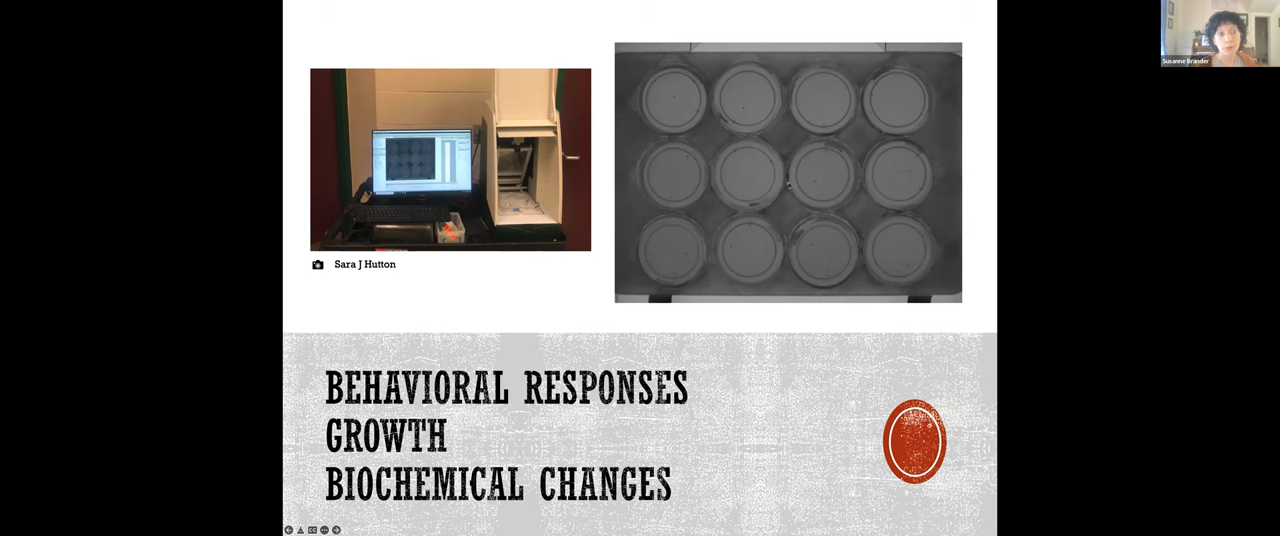 Susanne Brander
Sara J Hutton
BEHAVIORAL RESPONSES
GROWTH
BIOCHEMICAL CHANGES